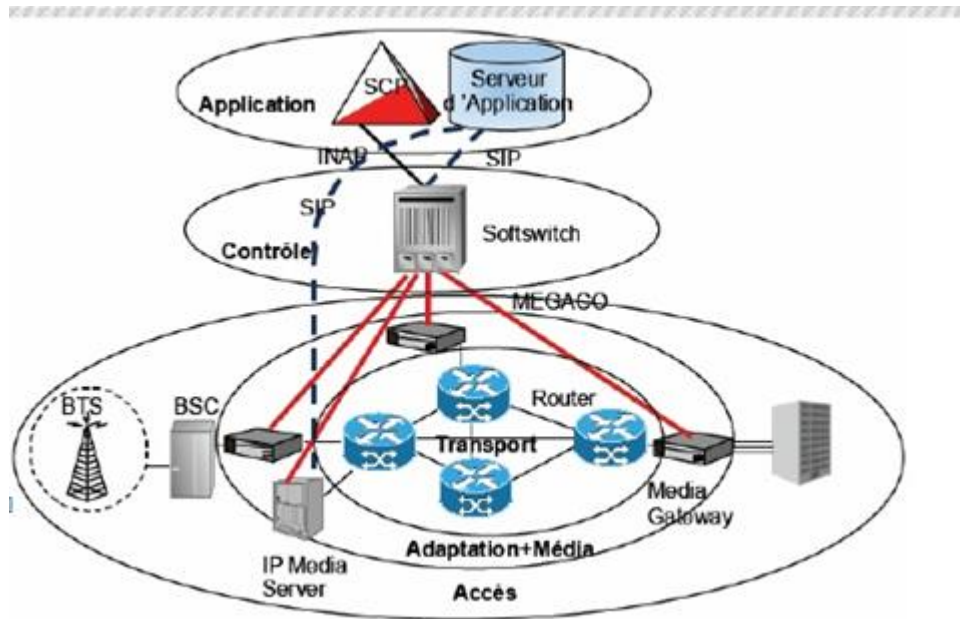 SCP
Serveur
d 'Application
Application
INAP
SIP
SIP
Softswitch
Contrôle
MEGACO
BTS
BSC
Router
Transport
Media
Gatoway
Adaptation+Média
IP Media
Server
Accès